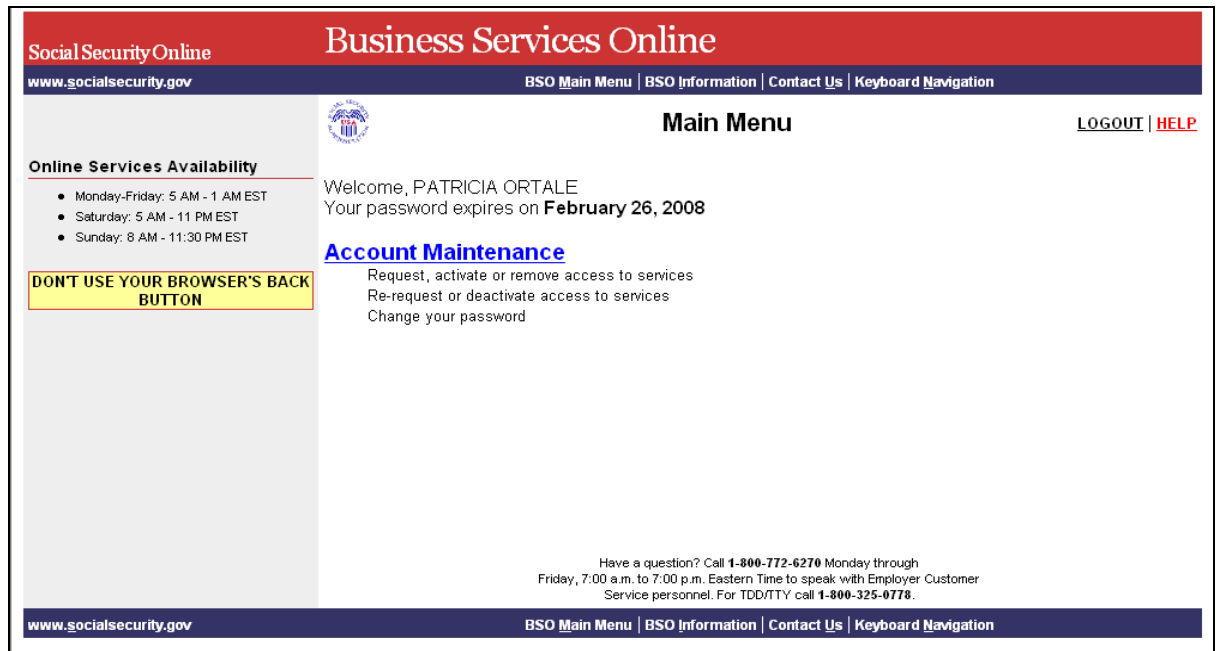 Social Security Online
Business Services Online
www.socialsecurity.gov
BSO Main Menu | BSO Information | Contact Us | Keyboard Navigation
USA
Main Menu
LOGOUT | HELP
Online Services Availability
• Monday-Friday: 5 AM - 1 AM EST
• Saturday: 5 AM - 11 PM EST
• Sunday: 8 AM - 11:30 PM EST
DON'T USE YOUR BROWSER'S BACK
BUTTON
Welcome, PATRICIA ORTALE
Your password expires on February 26, 2008
Account Maintenance
Request, activate or remove access to services
Re-request or deactivate access to services
Change your password
Have a question? Call 1-800-772-6270 Monday through
Friday, 7:00 a.m. to 7:00 p.m. Eastern Time to speak with Employer Customer
Service personnel. For TDD/TTY call 1-800-325-0778.
www.socialsecurity.gov
BSO Main Menu | BSO Information | Contact Us | Keyboard Navigation